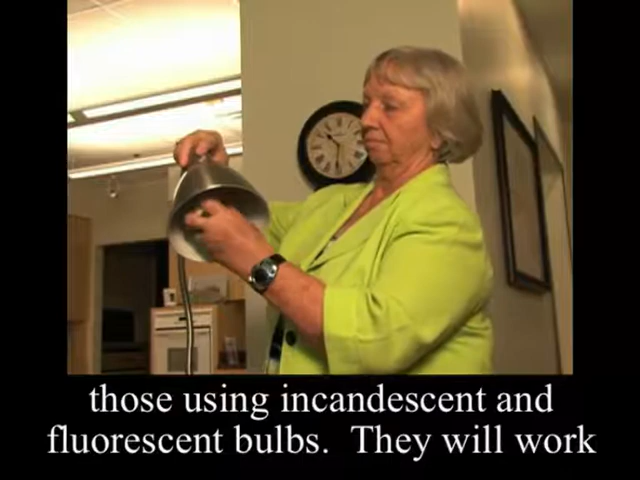 those using incandescent and
fluorescent bulbs.  They will work